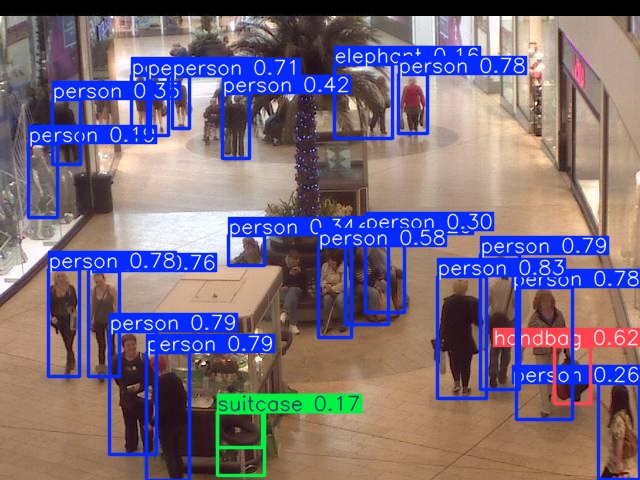 elephant 0.16
person 0.71
person 0.78
person 0.42
person 0.35
person 0.19
person 0.30
person 0.34
person 0.58
person 0.79
person 0.78
0.76
person 0.83
0.78
person 0.79
handbag 0.62
person 0.79
person 0.26
suitcase 0.17